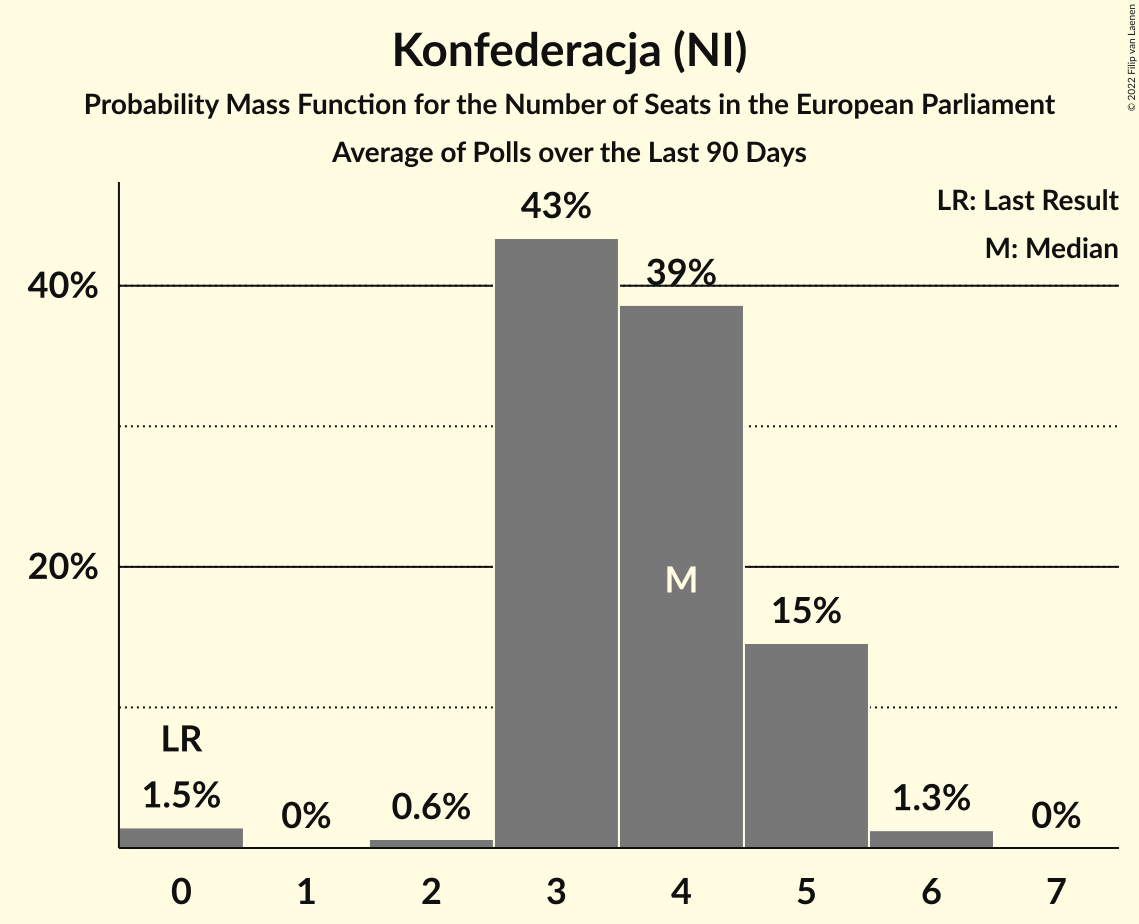 Konfederacja (NI)
Probability Mass Function for the Number of Seats in the European Parliament
Average of Polls over the Last 90 Days
© 2022 Filip van Laenen
LR: Last Result
M: Median
43%
39%
40%
20%
M
15%
LR
1.5%
0%
0.6%
1.3%
0%
0 1 2 3 4 5 6 7